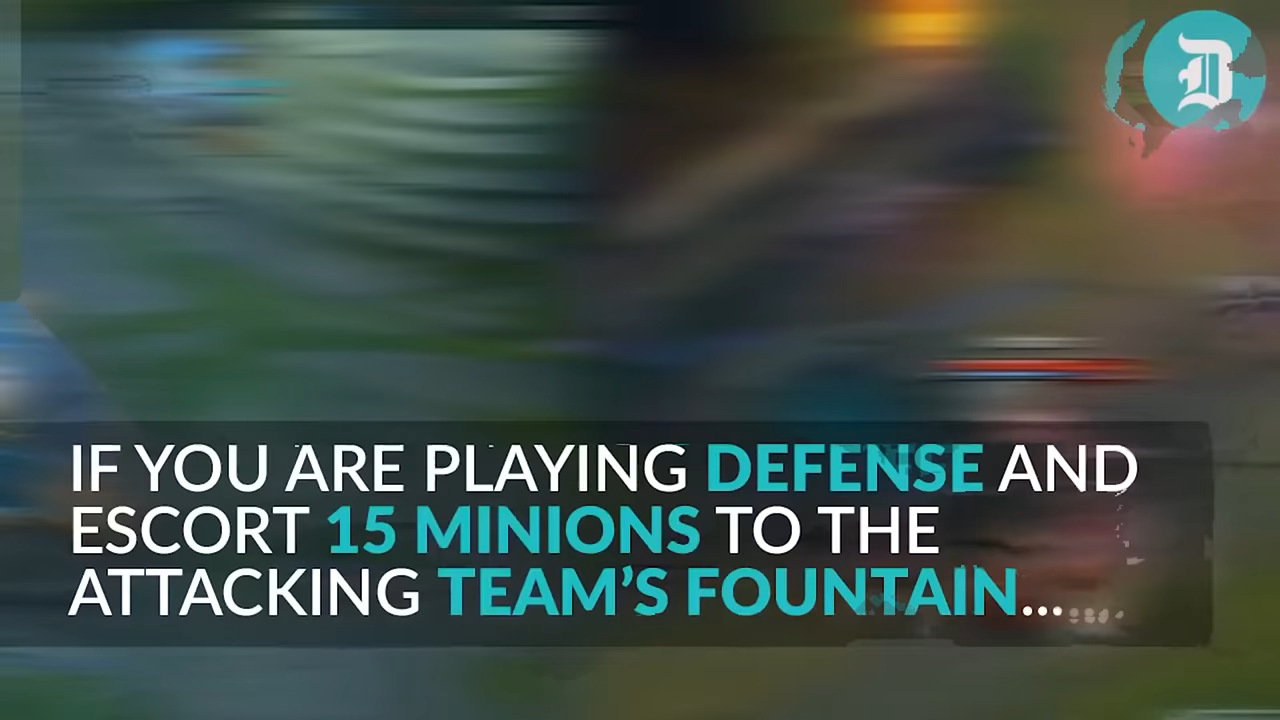 D
IF YOU ARE PLAYING DEFENSE AND
ESCORT 15 MINIONS TO THE
ATTACKING TEAM’S FOUNTAIN...